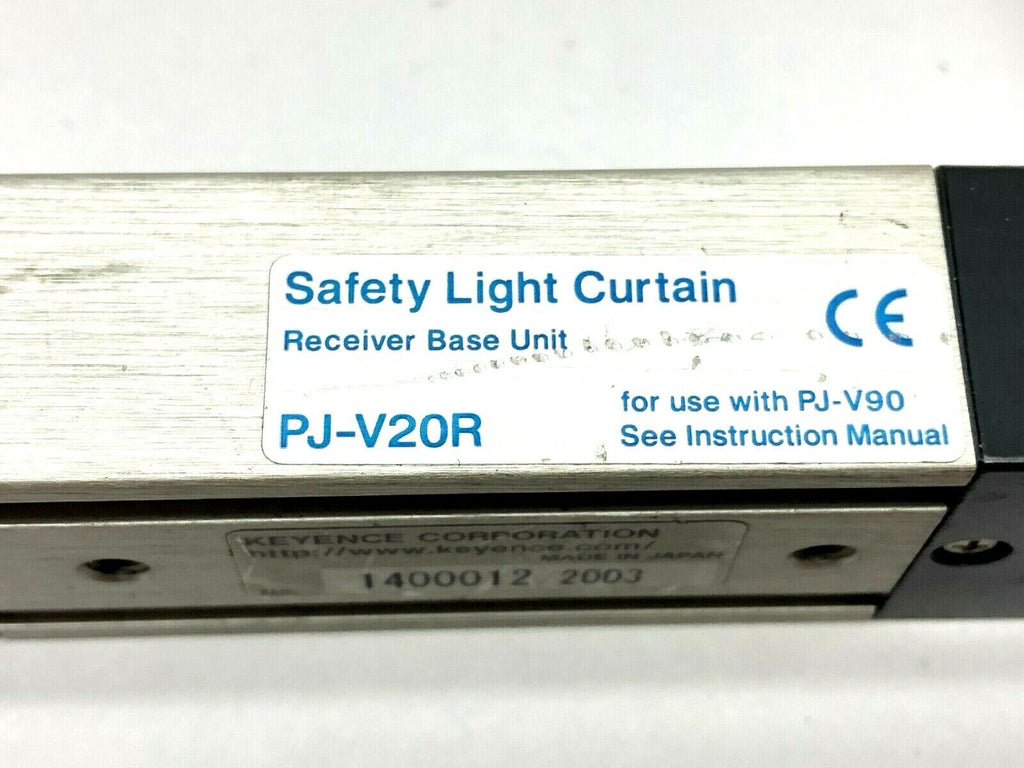 Safety Light Curtain
CE
Receiver Base Unit
for use with PJ-V90
PJ-V20R
See Instruction Manual
KEYENCE CORPORATION
http://www.keyence.com/
MADE IN JAPAN
1400012 2003